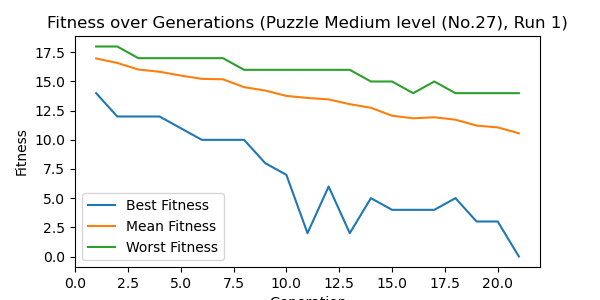 Fitness over Generations (Puzzle Medium level (No.27), Run 1)
17.5
15.0
12.5
10.0
7.5
5.0
2.5
0.0
Fitness
Best Fitness
Mean Fitness
Worst Fitness
0.0 2.5 5.0 7.5 10.0 12.5 15.0 17.5 20.0
Generation